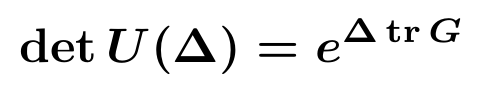 det U(Δ) = e^{Δ tr G}